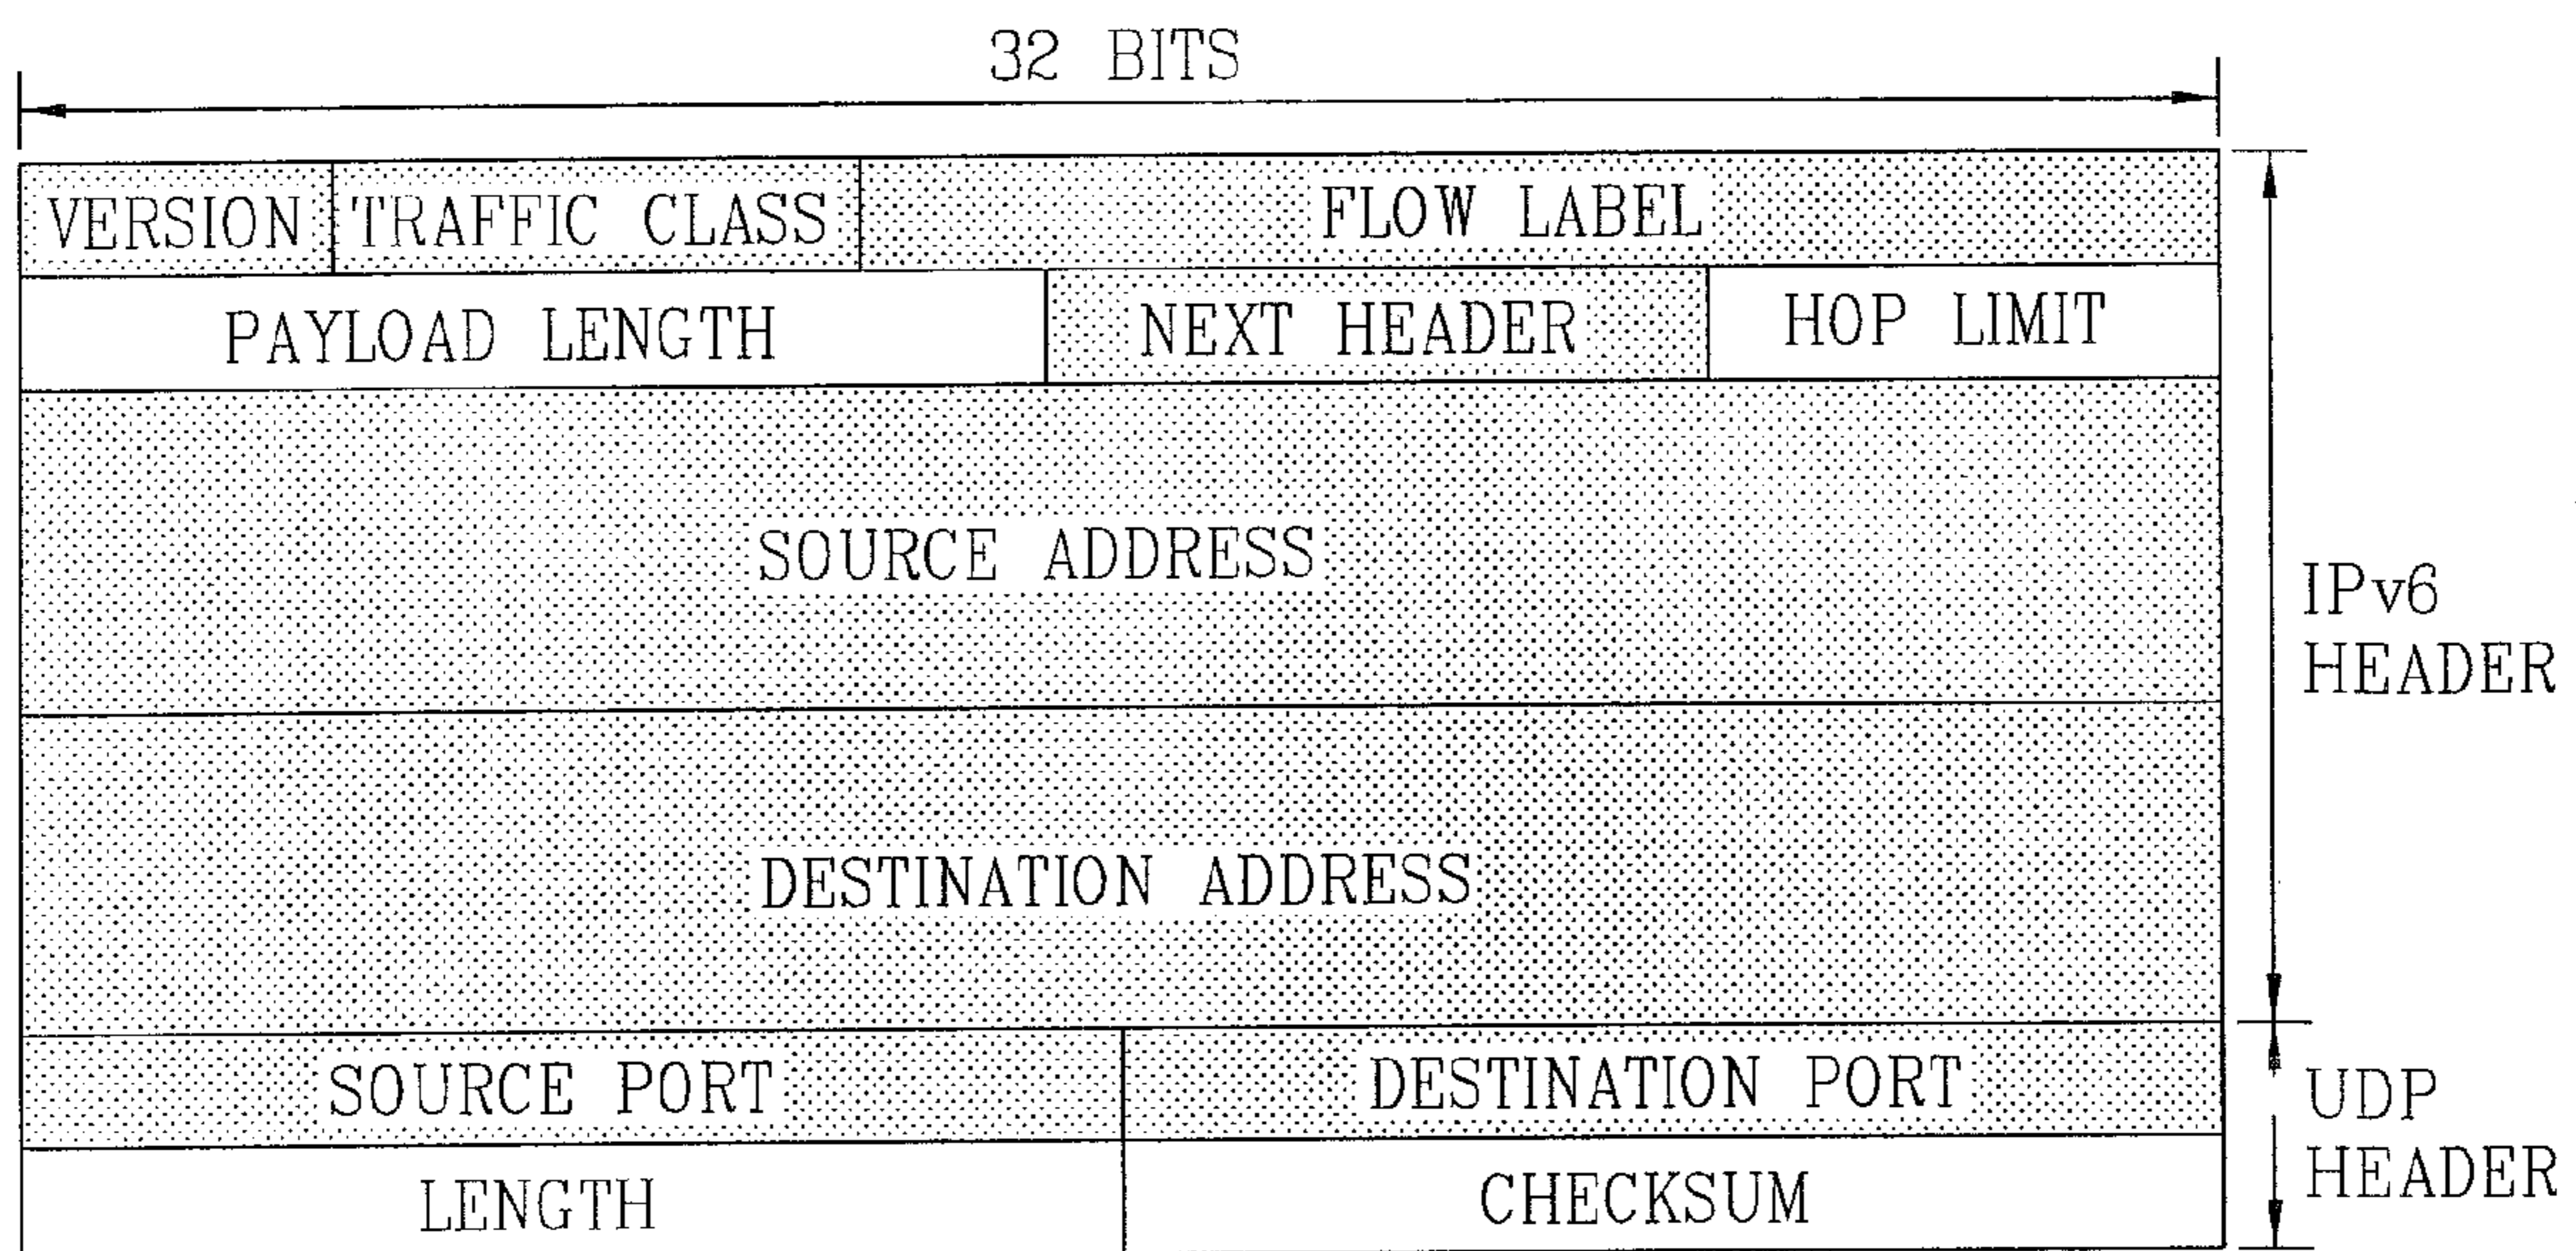 32 BITS
VERSION TRAFFIC CLASS FLOW LABEL
PAYLOAD LENGTH NEXT HEADER HOP LIMIT
SOURCE ADDRESS
IPv6
HEADER
DESTINATION ADDRESS
SOURCE PORT DESTINATION PORT
UDP
HEADER
LENGTH CHECKSUM